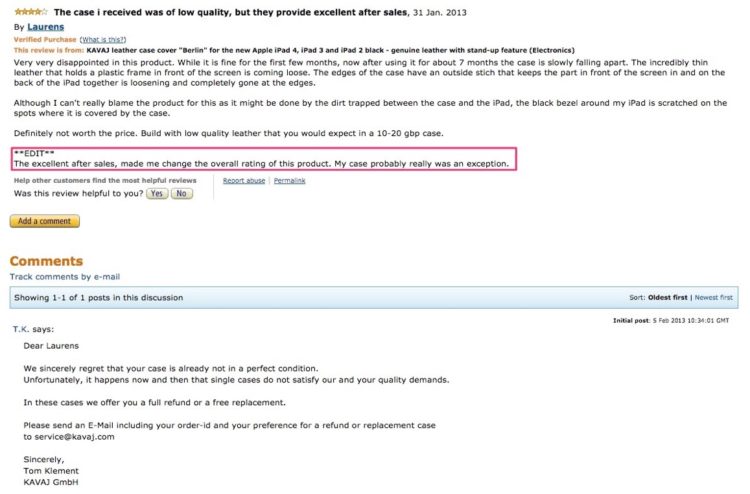 The case i received was of low quality, but they provide excellent after sales, 31 Jan. 2013
By Laurens
Verified Purchase (What is this?)
This review is from: KAVAJ leather case cover "Berlin" for the new Apple iPad 4, iPad 3 and iPad 2 black - genuine leather with stand-up feature (Electronics)
Very very disappointed in this product. While it is fine for the first few months, now after using it for about 7 months the case is slowly falling apart. The incredibly thin
leather that holds a plastic frame in front of the screen is coming loose. The edges of the case have an outside stich that keeps the part in front of the screen in and on the
back of the iPad together is loosening and completely gone at the edges.
Although I can't really blame the product for this as it might be done by the dirt trapped between the case and the iPad, the black bezel around my iPad is scratched on the
spots where it is covered by the case.
Definitely not worth the price. Build with low quality leather that you would expect in a 10-20 gbp case.
**EDIT**
The excellent after sales, made me change the overall rating of this product. My case probably really was an exception.
Help other customers find the most helpful reviews
Report abuse | Permalink
Was this review helpful to you? Yes No
Add a comment
Comments
Track comments by e-mail
Showing 1-1 of 1 posts in this discussion
Sort: Oldest first | Newest first
Initial post: 5 Feb 2013 10:34:01 GMT
T.K. says:
Dear Laurens
We sincerely regret that your case is already not in a perfect condition.
Unfortunately, it happens now and then that single cases do not satisfy our and your quality demands.
In these cases we offer you a full refund or a free replacement.
Please send an E-Mail including your order-id and your preference for a refund or replacement case
to service@kavaj.com
Sincerely,
Tom Klement
KAVAJ GmbH